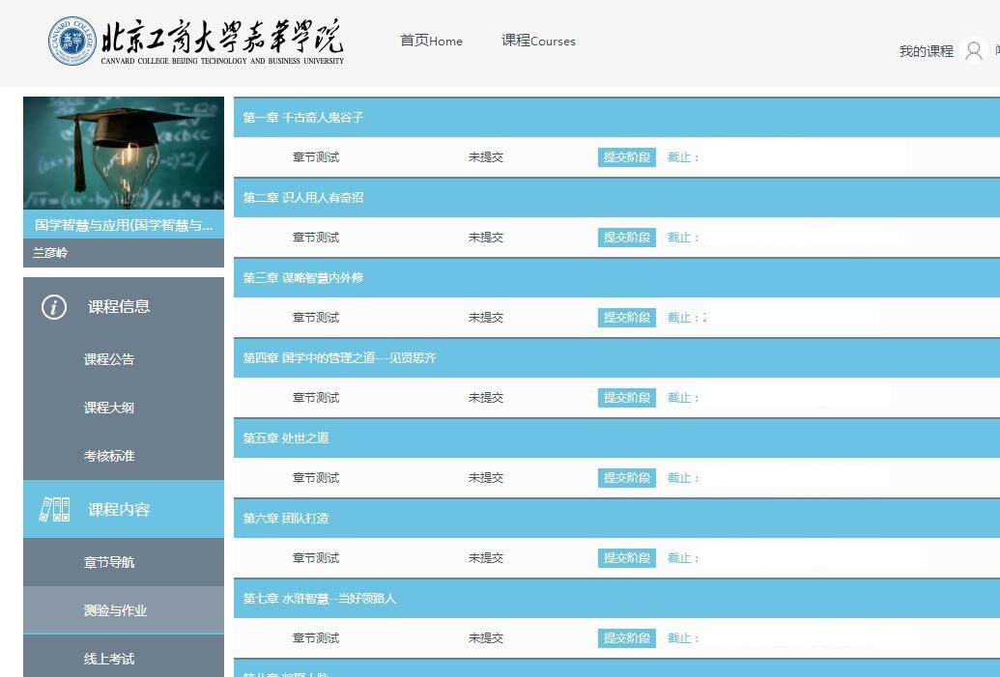 北京工商大学嘉华学院
CANVARD COLLEGE BEIJING TECHNOLOGY AND BUSINESS UNIVERSITY
首页Home
课程Courses
我的课程
国学智慧与应用(国学智慧与...
兰彦岭
课程信息
课程公告
课程大纲
考核标准
课程内容
章节导航
测验与作业
线上考试
第一章 千古奇人鬼谷子
章节测试 未提交 提交阶段 截止：
第二章 识人用人有奇招
章节测试 未提交 提交阶段 截止：
第三章 谋略智慧内外修
章节测试 未提交 提交阶段 截止：2
第四章 国学中的管理之道---见贤思齐
章节测试 未提交 提交阶段 截止：
第五章 处世之道
章节测试 未提交 提交阶段 截止：
第六章 团队打造
章节测试 未提交 提交阶段 截止：
第七章 水浒智慧--当好领路人
章节测试 未提交 提交阶段 截止：